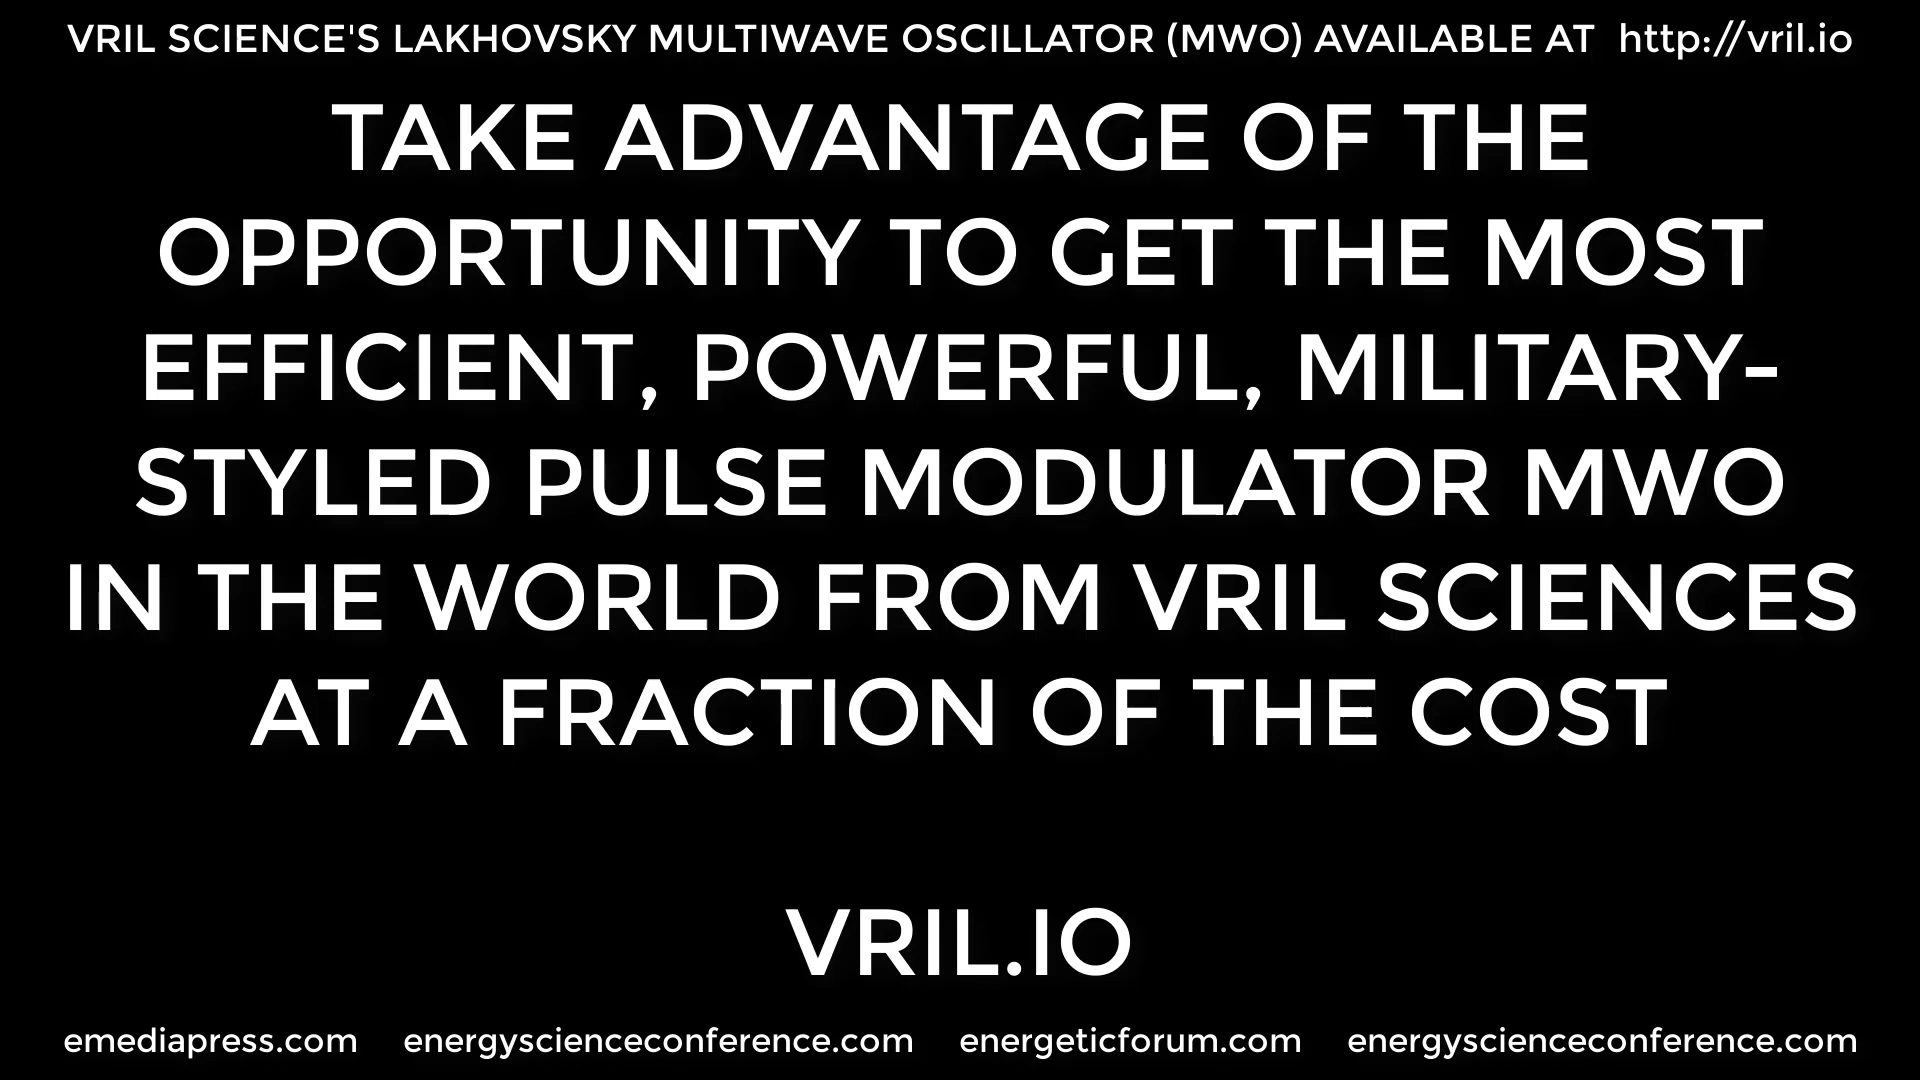 VRIL SCIENCE'S LAKHOVSKY MULTIWAVE OSCILLATOR (MWO) AVAILABLE AT http://vril.io
TAKE ADVANTAGE OF THE
OPPORTUNITY TO GET THE MOST
EFFICIENT, POWERFUL, MILITARY-
STYLED PULSE MODULATOR MWO
IN THE WORLD FROM VRIL SCIENCES
AT A FRACTION OF THE COST
VRIL.IO
emediapress.com energyscienceconference.com energeticforum.com energyscienceconference.com